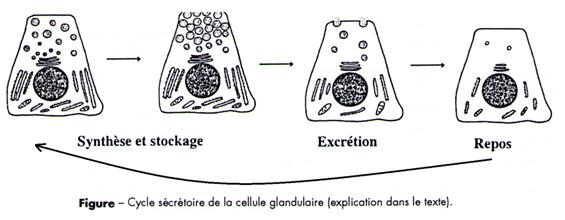 Synthèse et stockage
Excrétion
Repos
Figure – Cycle sécrétoire de la cellule glandulaire (explication dans le texte).